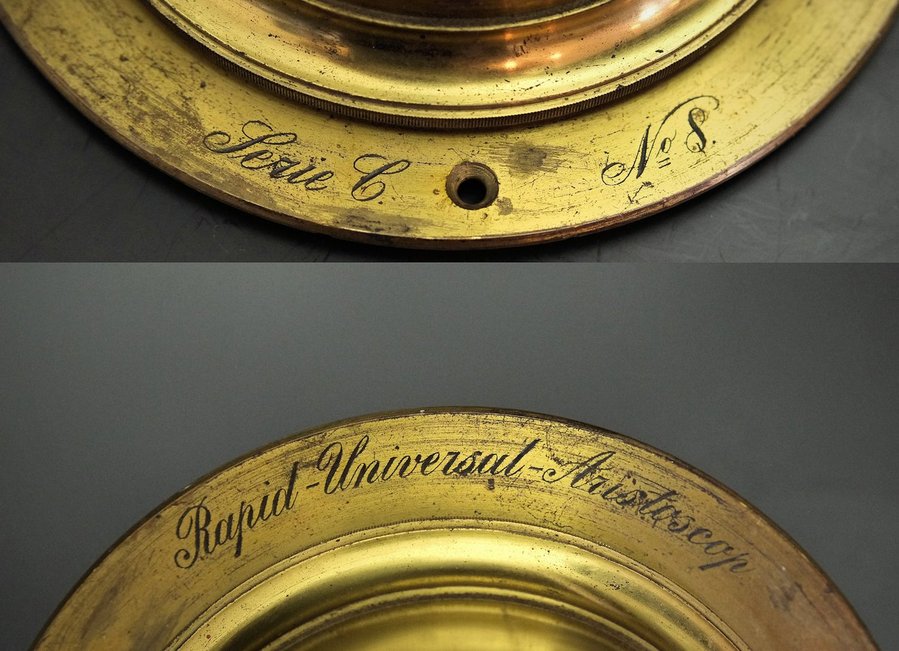 Serie C
No 8.
Rapid-Universal-Aristoscop